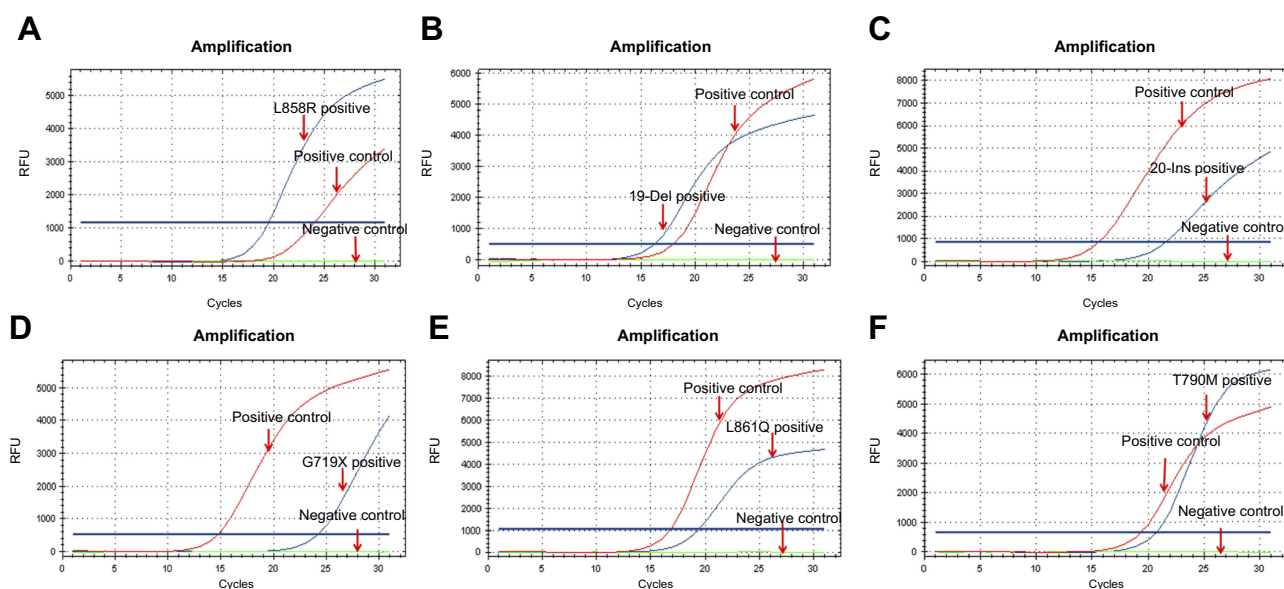 A
Amplification
5000
4000
3000
2000
1000
0
RFU
L858R positive
Positive control
Negative control
0 5 10 15 20 25 30
Cycles
B
Amplification
6000
5000
4000
3000
2000
1000
0
RFU
Positive control
19-Del positive
Negative control
0 5 10 15 20 25 30
Cycles
C
Amplification
8000
7000
6000
5000
4000
3000
2000
1000
0
RFU
Positive control
20-Ins positive
Negative contro
0 5 10 15 20 25 30
Cycles
D
Amplification
5000
4000
3000
2000
1000
0
RFU
Positive control
G719X positive
Negative control
0 5 10 15 20 25 30
Cycles
E
Amplification
8000
7000
6000
5000
4000
3000
2000
1000
0
RFU
Positive control
L861Q positive
Negative control
0 5 10 15 20 25 30
Cycles
F
Amplification
6000
5000
4000
3000
2000
1000
0
RFU
T790M positive
Positive control
Negative control
0 5 10 15 20 25 30
Cycles